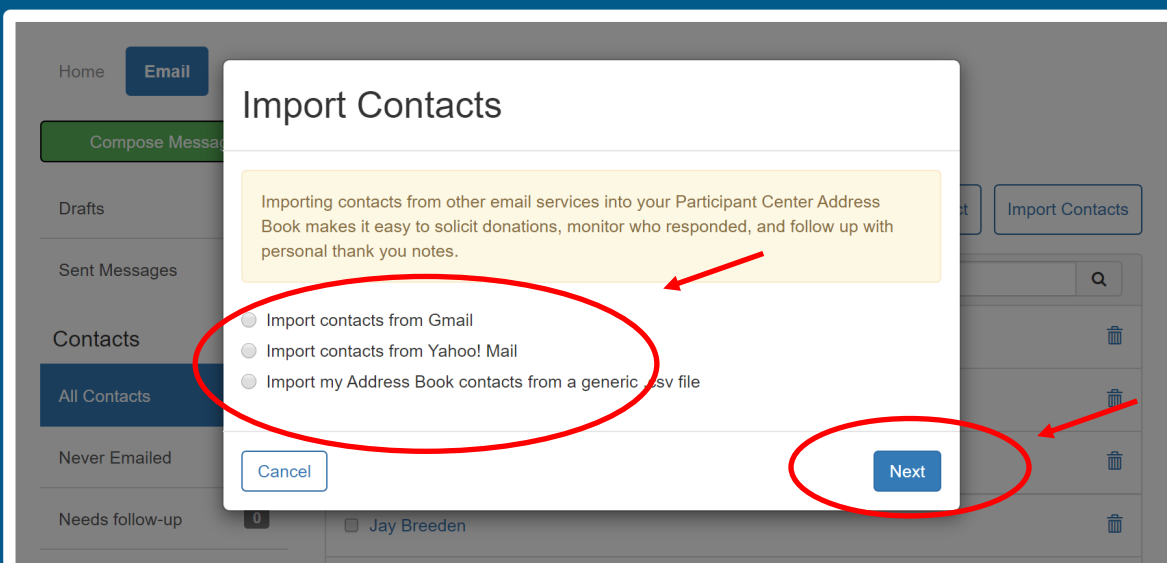 Home
Email
Import Contacts
Compose
Importing contacts from other email services into your Participant Center Address
Book makes it easy to solicit donations, monitor who responded, and follow up with
personal thank you notes.
Drafts
Import Contacts
Sent Messages
Import contacts from Gmail
Contacts
Import contacts from Yahoo! Mail
Import my Address Book contacts from a generic .csv file
All Contacts
Never Emailed
Cancel
Next
Needs follow-up
0
Jay Breeden